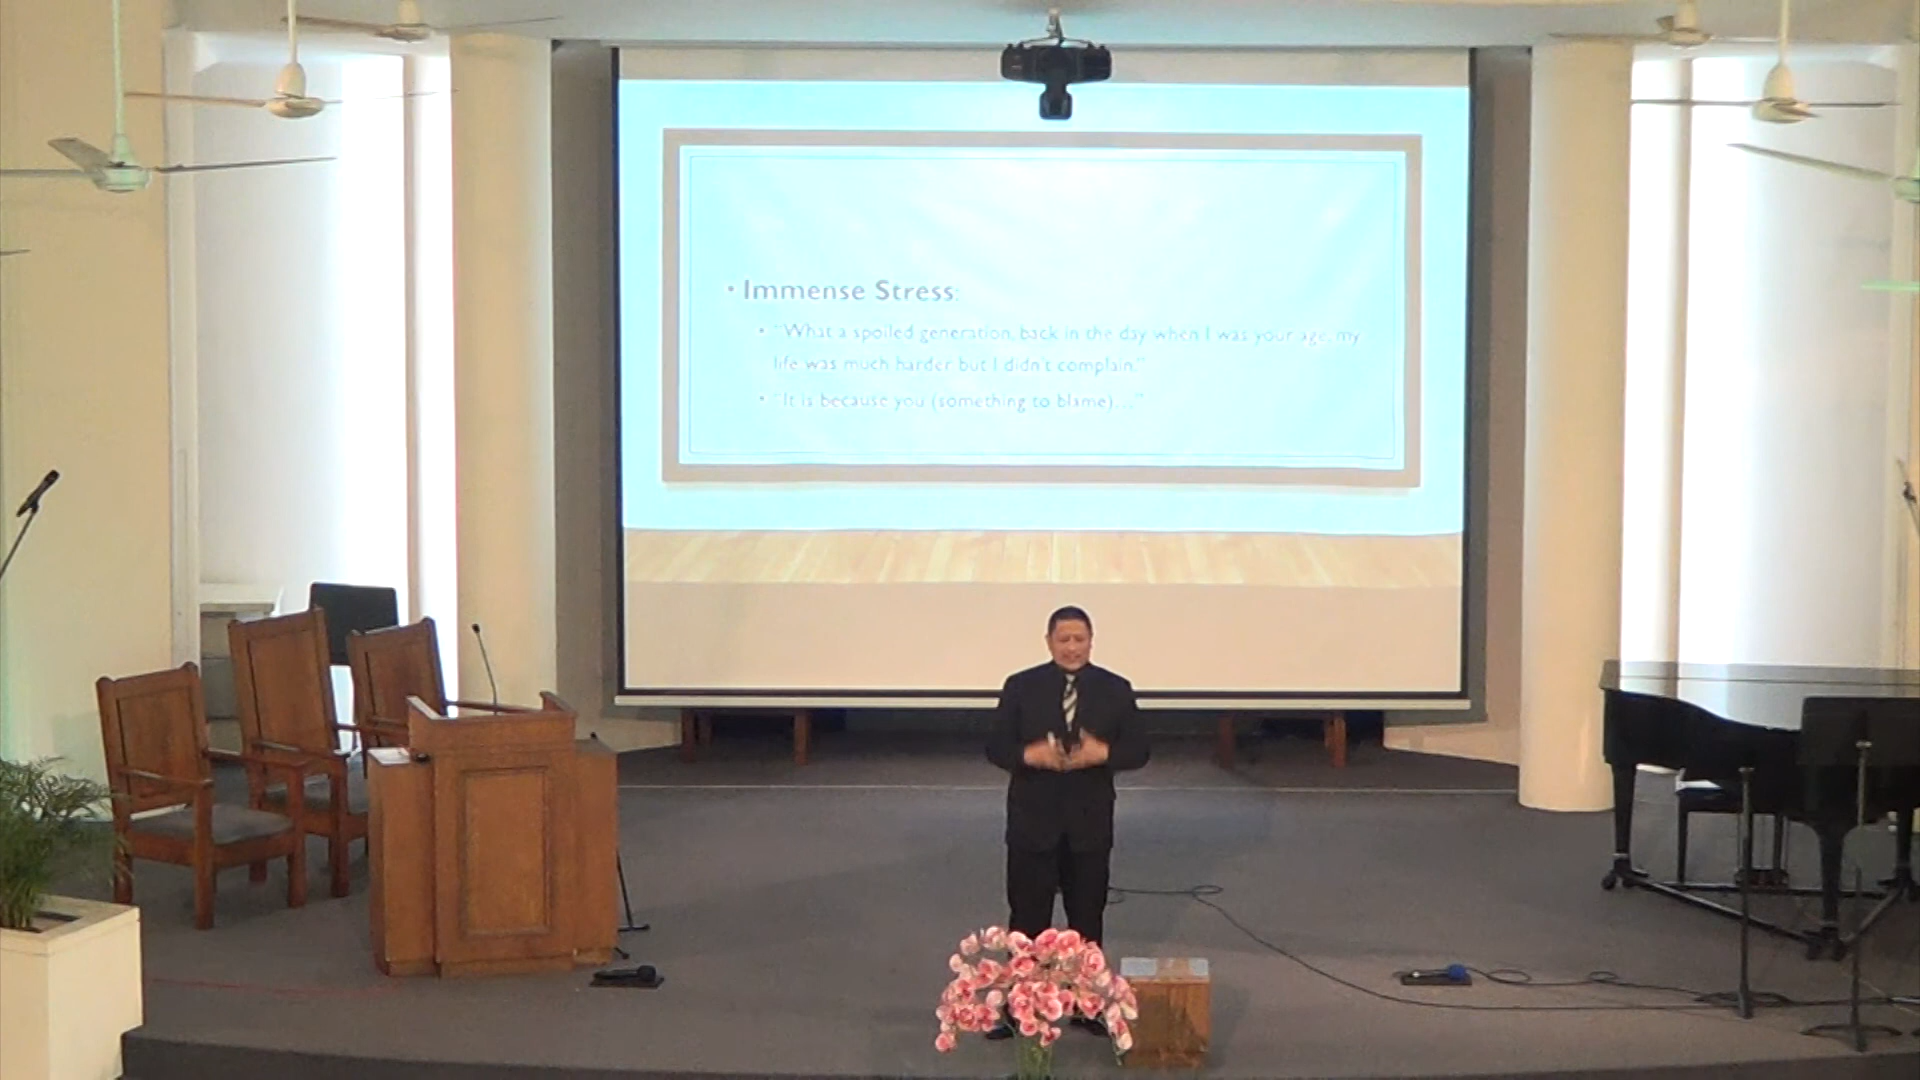 • Immense Stress:
• "What a spoiled generation, back in the day when I was your age, my
life was much harder but I didn't complain."
• "It is because you (something to blame)..."